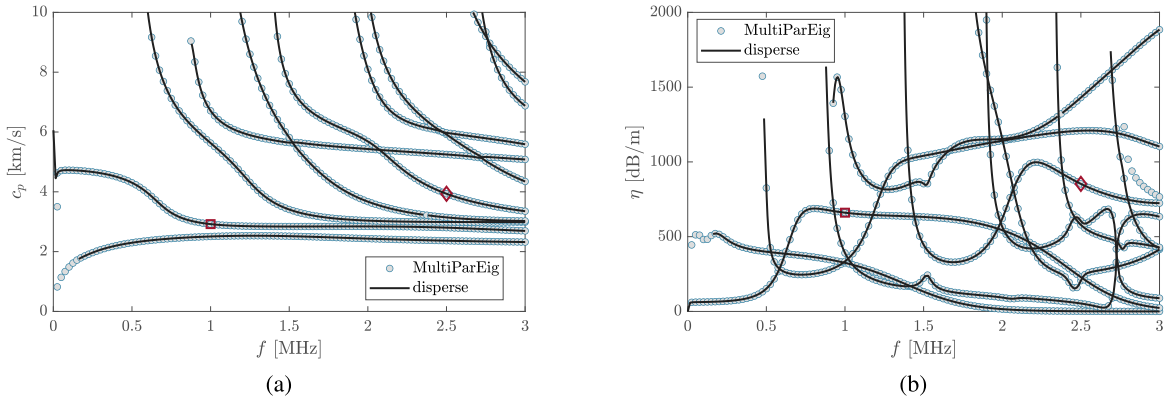 10
8
6
4
2
0
c_p [km/s]
0 0.5 1 1.5 2 2.5 3
f [MHz]
MultiParEig
disperse
(a)
2000
1500
1000
500
0
η [dB/m]
0 0.5 1 1.5 2 2.5 3
f [MHz]
MultiParEig
disperse
(b)